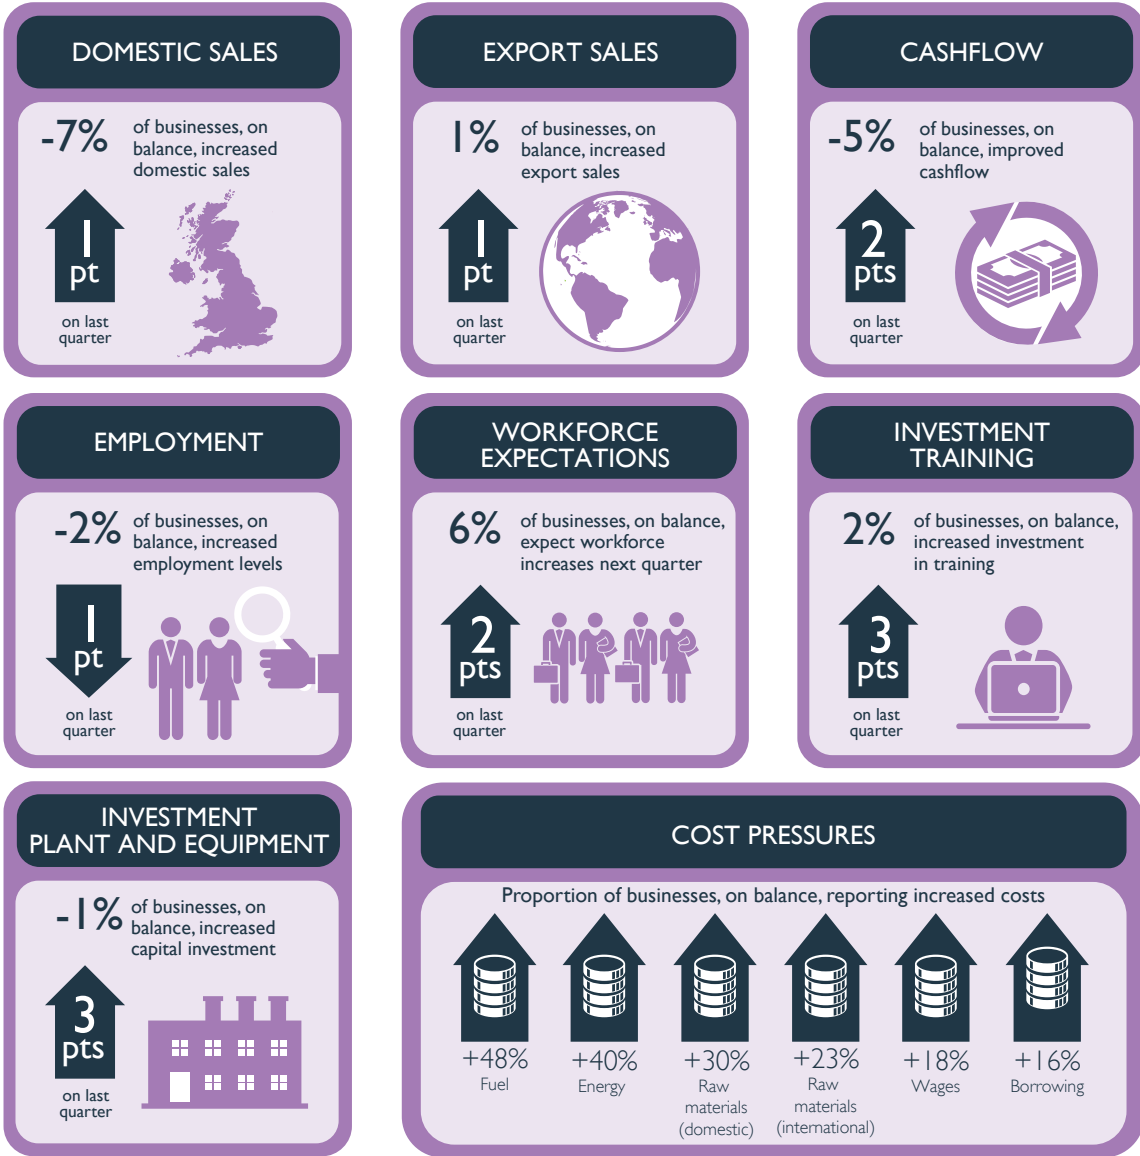 DOMESTIC SALES
-7%
of businesses, on
balance, increased
domestic sales
1
pt
on last
quarter
EXPORT SALES
1%
of businesses, on
balance, increased
export sales
1
pt
on last
quarter
CASHFLOW
-5%
of businesses, on
balance, improved
cashflow
2
pts
on last
quarter
EMPLOYMENT
-2%
of businesses, on
balance, increased
employment levels
1
pt
on last
quarter
WORKFORCE
EXPECTATIONS
6%
of businesses, on balance,
expect workforce
increases next quarter
2
pts
on last
quarter
INVESTMENT
TRAINING
2%
of businesses, on balance,
increased investment
in training
3
pts
on last
quarter
INVESTMENT
PLANT AND EQUIPMENT
-1%
of businesses, on
balance, increased
capital investment
3
pts
on last
quarter
COST PRESSURES
Proportion of businesses, on balance, reporting increased costs
+48%
Fuel
+40%
Energy
+30%
Raw
materials
(domestic)
+23%
Raw
materials
(international)
+18%
Wages
+16%
Borrowing